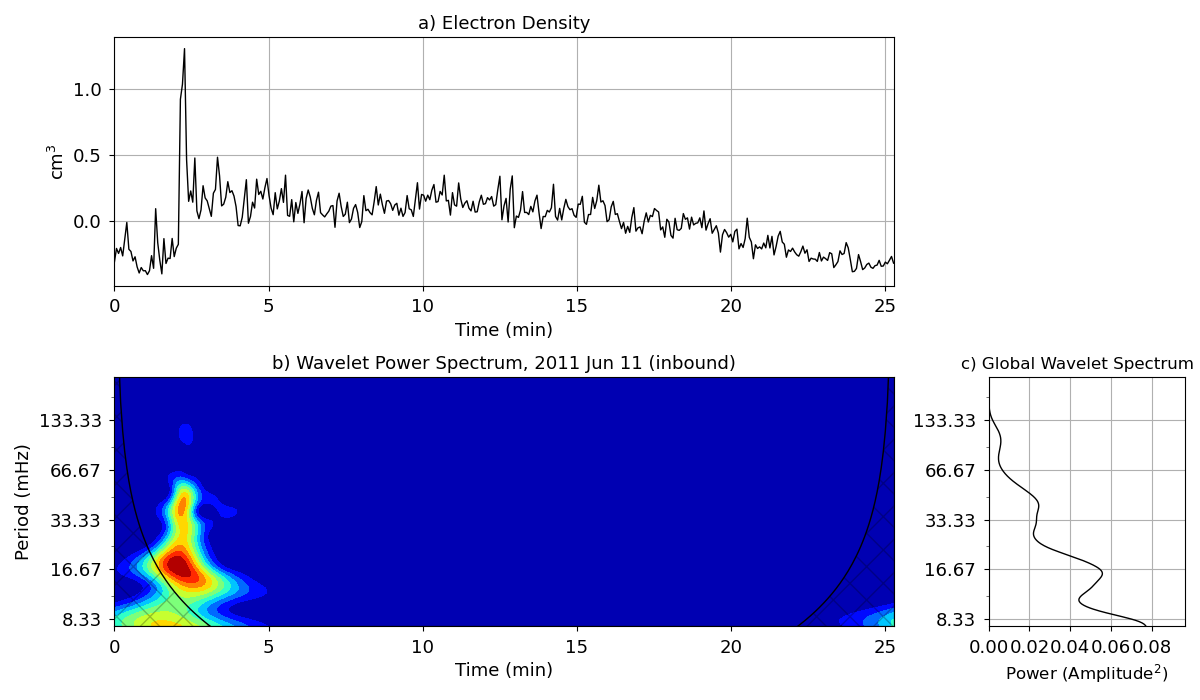 a) Electron Density
cm³
1.0
0.5
0.0
0 5 10 15 20 25
Time (min)
b) Wavelet Power Spectrum, 2011 Jun 11 (inbound)
Period (mHz)
133.33
66.67
33.33
16.67
8.33
0 5 10 15 20 25
Time (min)
c) Global Wavelet Spectrum
133.33
66.67
33.33
16.67
8.33
0.00 0.02 0.04 0.06 0.08
Power (Amplitude²)